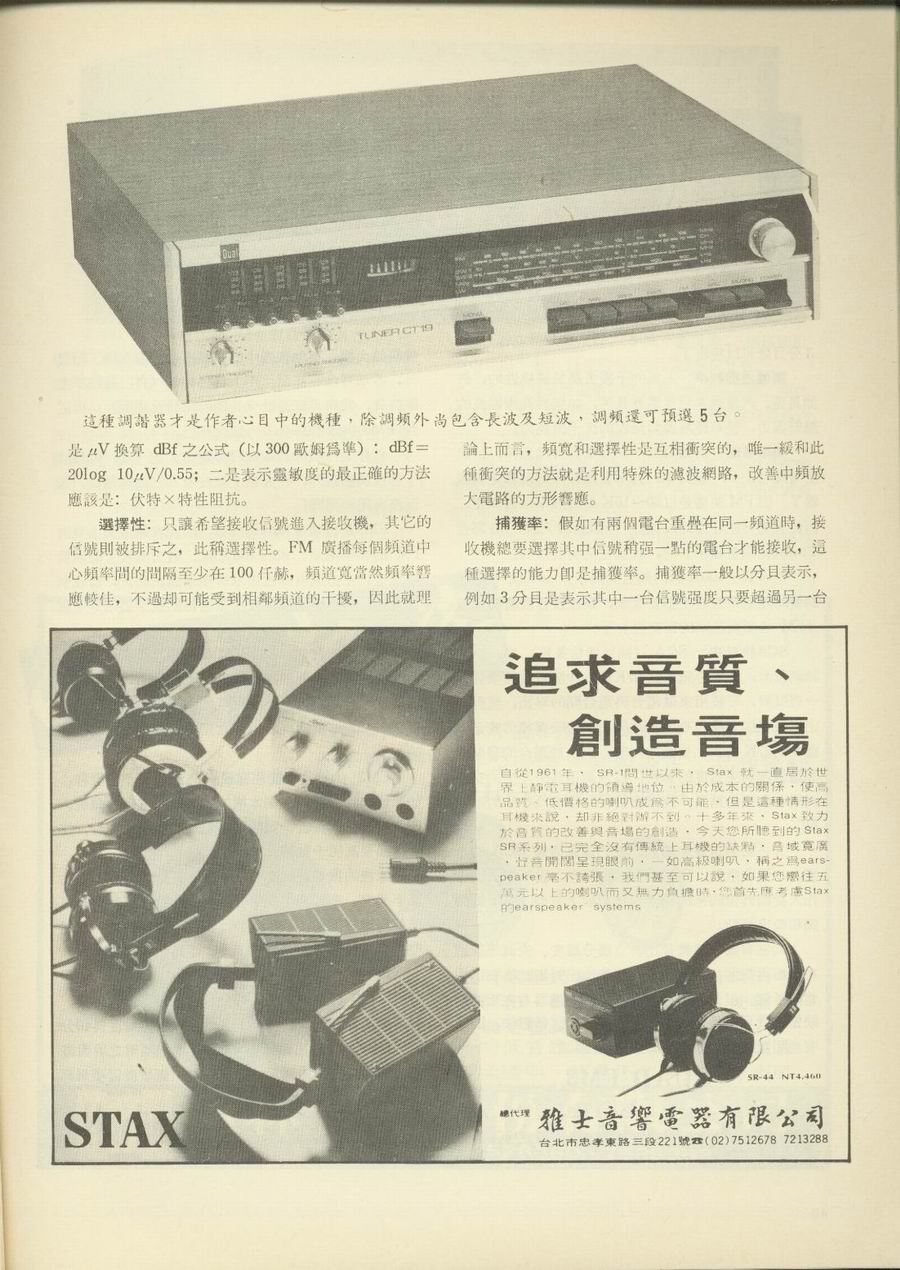 Dual
TUNER CT19
MONO
這種調諧器才是作者心目中的機種，除調頻外尚包含長波及短波，調頻還可預選5台。
是 μV 換算 dBf 之公式（以300歐姆爲準）：dBf＝
20log 10μV/0.55；二是表示靈敏度的最正確的方法
應該是：伏特×特性阻抗。
選擇性：只讓希望接收信號進入接收機，其它的
信號則被排斥之，此稱選擇性。FM 廣播每個頻道中
心頻率間的間隔至少在100仟赫，頻道寬當然頻率響
應較佳，不過却可能受到相鄰頻道的干擾，因此就理
論上而言，頻寬和選擇性是互相衝突的，唯一緩和此
種衝突的方法就是利用特殊的濾波網路，改善中頻放
大電路的方形響應。
捕獲率：假如有兩個電台重疊在同一頻道時，接
收機總要選擇其中信號稍强一點的電台才能接收，這
種選擇的能力卽是捕獲率。捕獲率一般以分貝表示，
例如3分貝是表示其中一台信號强度只要超過另一台
追求音質、
創造音塲
自從1961年，SR-1問世以來，Stax 就一直居於世
界上靜電耳機的領導地位。由於成本的關係，使高
品質、低價格的喇叭成爲不可能，但是這種情形在
耳機來說，却非絕對辦不到。十多年來，Stax致力
於音質的改善與音場的創造，今天您所聽到的Stax
SR系列，已完全沒有傳統上耳機的缺點，音域寬廣
，聲音開闊呈現眼前，一如高級喇叭，稱之爲ears-
peaker毫不誇張，我們甚至可以說，如果您嚮往五
萬元以上的喇叭而又無力負擔時，您首先應考慮Stax
的earspeaker systems
SR-44 NT4,460
STAX
總代理 雅士音響電器有限公司
台北市忠孝東路三段221號☎(02)7512678 7213288